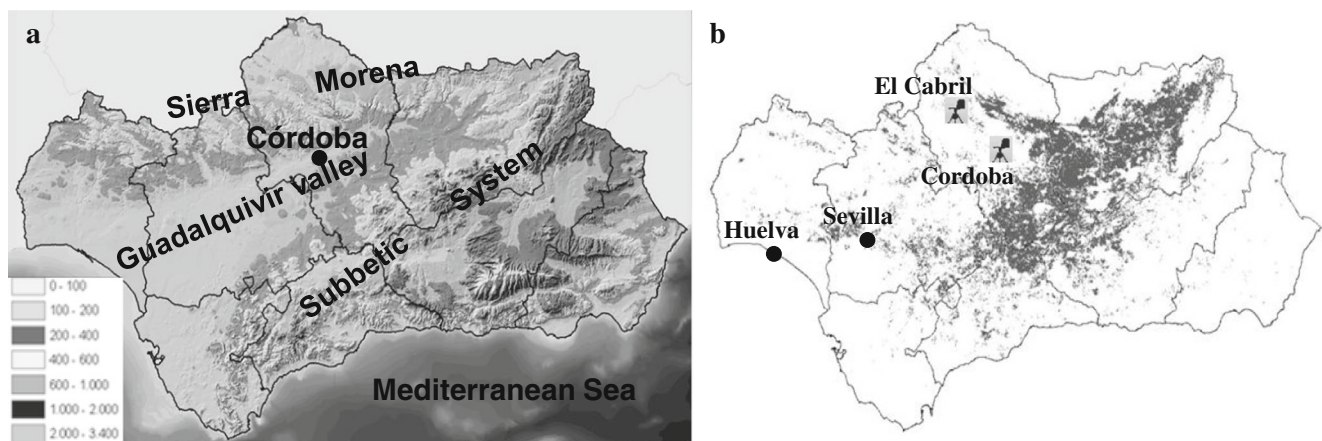 a
Sierra
Morena
Córdoba
Guadalquivir valley
Subbetic
System
Mediterranean Sea
0 - 100
100 - 200
200 - 400
400 - 600
600 - 1.000
1.000 - 2.000
2.000 - 3.400
b
El Cabril
Cordoba
Sevilla
Huelva